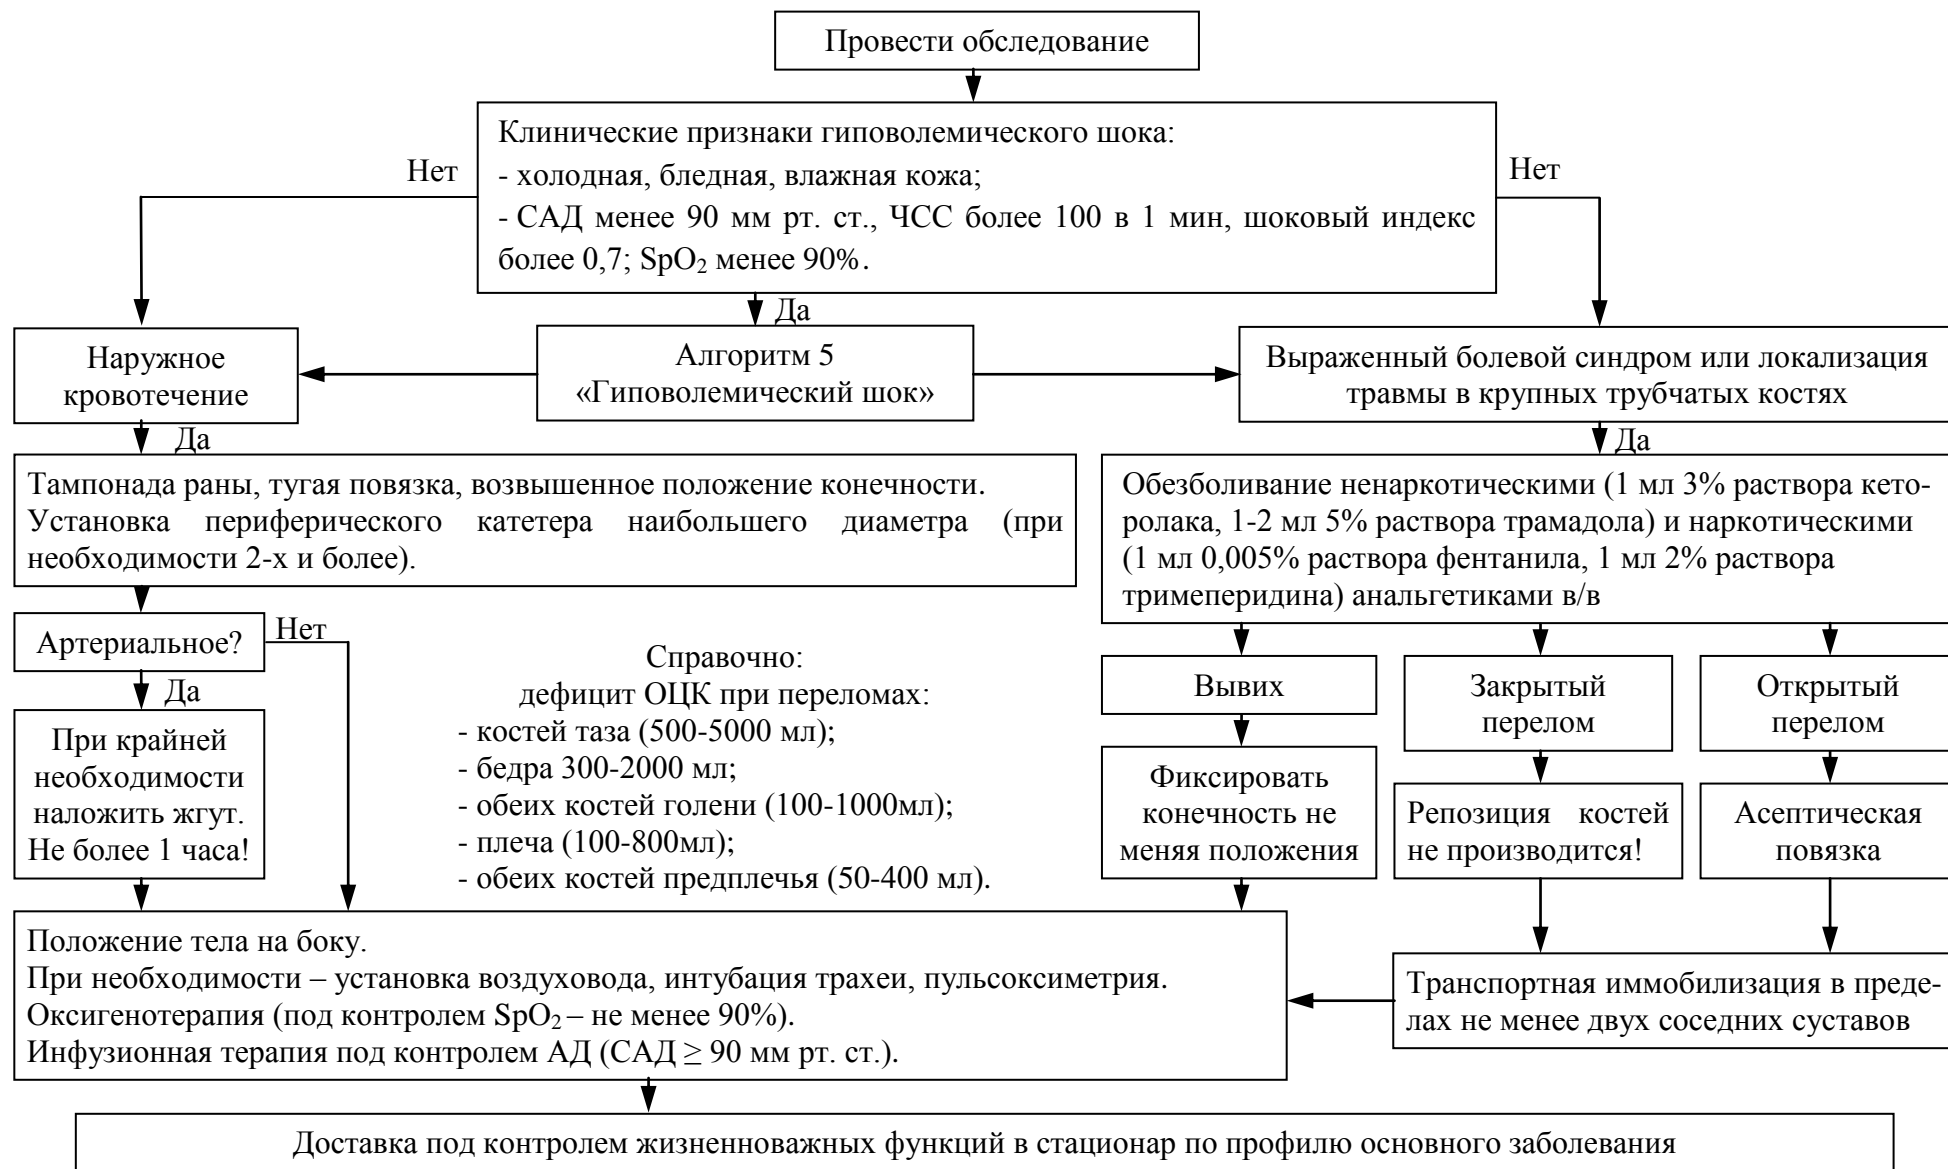 Провести обследование
Клинические признаки гиповолемического шока:
- холодная, бледная, влажная кожа;
- САД менее 90 мм рт. ст., ЧСС более 100 в 1 мин, шоковый индекс
более 0,7; SpO₂ менее 90%.
Нет
Нет
Да
Наружное
кровотечение
Алгоритм 5
«Гиповолемический шок»
Выраженный болевой синдром или локализация
травмы в крупных трубчатых костях
Да
Да
Тампонада раны, тугая повязка, возвышенное положение конечности.
Установка периферического катетера наибольшего диаметра (при
необходимости 2-х и более).
Обезболивание ненаркотическими (1 мл 3% раствора кето-
ролака, 1-2 мл 5% раствора трамадола) и наркотическими
(1 мл 0,005% раствора фентанила, 1 мл 2% раствора
тримеперидина) анальгетиками в/в
Артериальное?
Нет
Да
При крайней
необходимости
наложить жгут.
Не более 1 часа!
Справочно:
дефицит ОЦК при переломах:
- костей таза (500-5000 мл);
- бедра 300-2000 мл;
- обеих костей голени (100-1000мл);
- плеча (100-800мл);
- обеих костей предплечья (50-400 мл).
Вывих
Закрытый
перелом
Открытый
перелом
Фиксировать
конечность не
меняя положения
Репозиция костей
не производится!
Асептическая
повязка
Положение тела на боку.
При необходимости – установка воздуховода, интубация трахеи, пульсоксиметрия.
Оксигенотерапия (под контролем SpO₂ – не менее 90%).
Инфузионная терапия под контролем АД (САД ≥ 90 мм рт. ст.).
Транспортная иммобилизация в преде-
лах не менее двух соседних суставов
Доставка под контролем жизненноважных функций в стационар по профилю основного заболевания